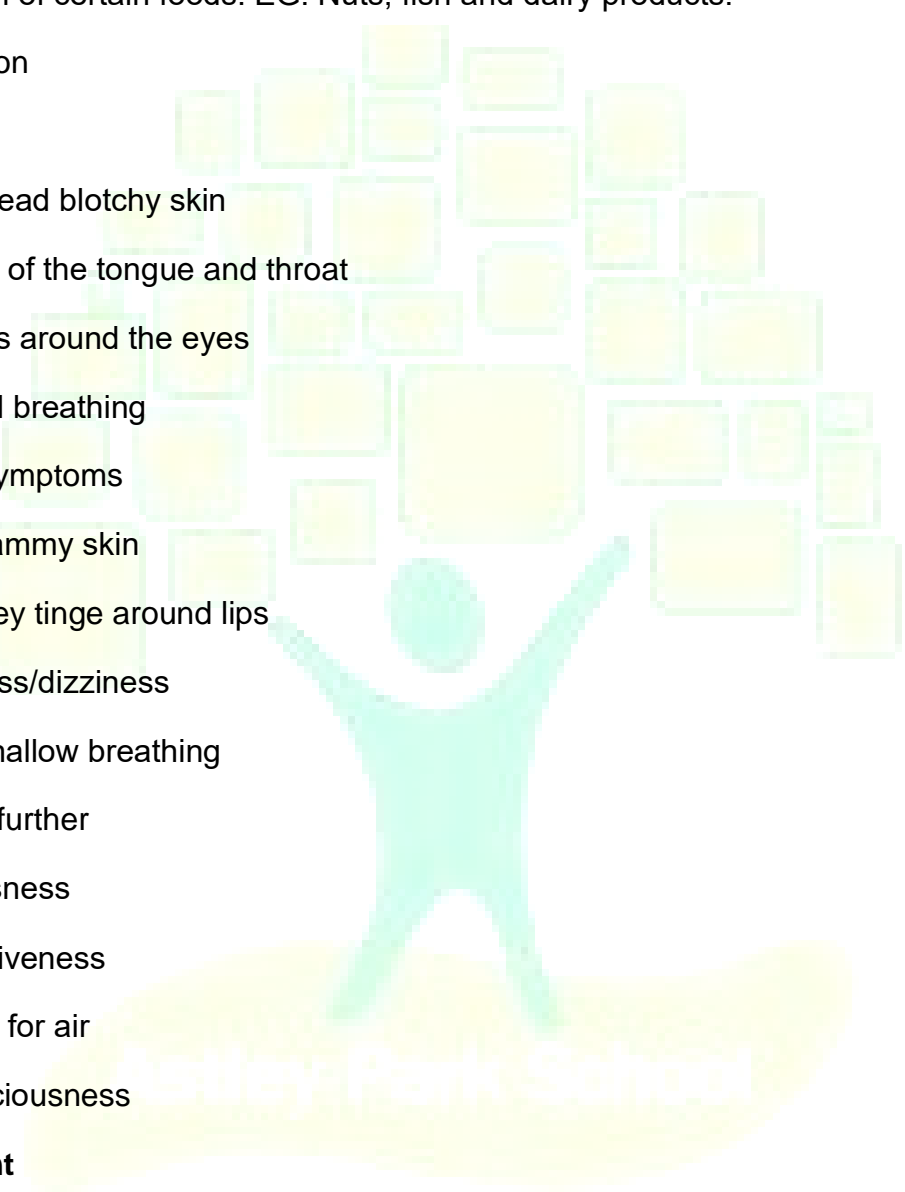 n of certain foods. EG: Nuts, fish and dairy products.
on
ead blotchy skin
of the tongue and throat
s around the eyes
l breathing
ymptoms
ammy skin
ey tinge around lips
ss/dizziness
hallow breathing
further
sness
iveness
for air
ciousness
nt
Astley Park School